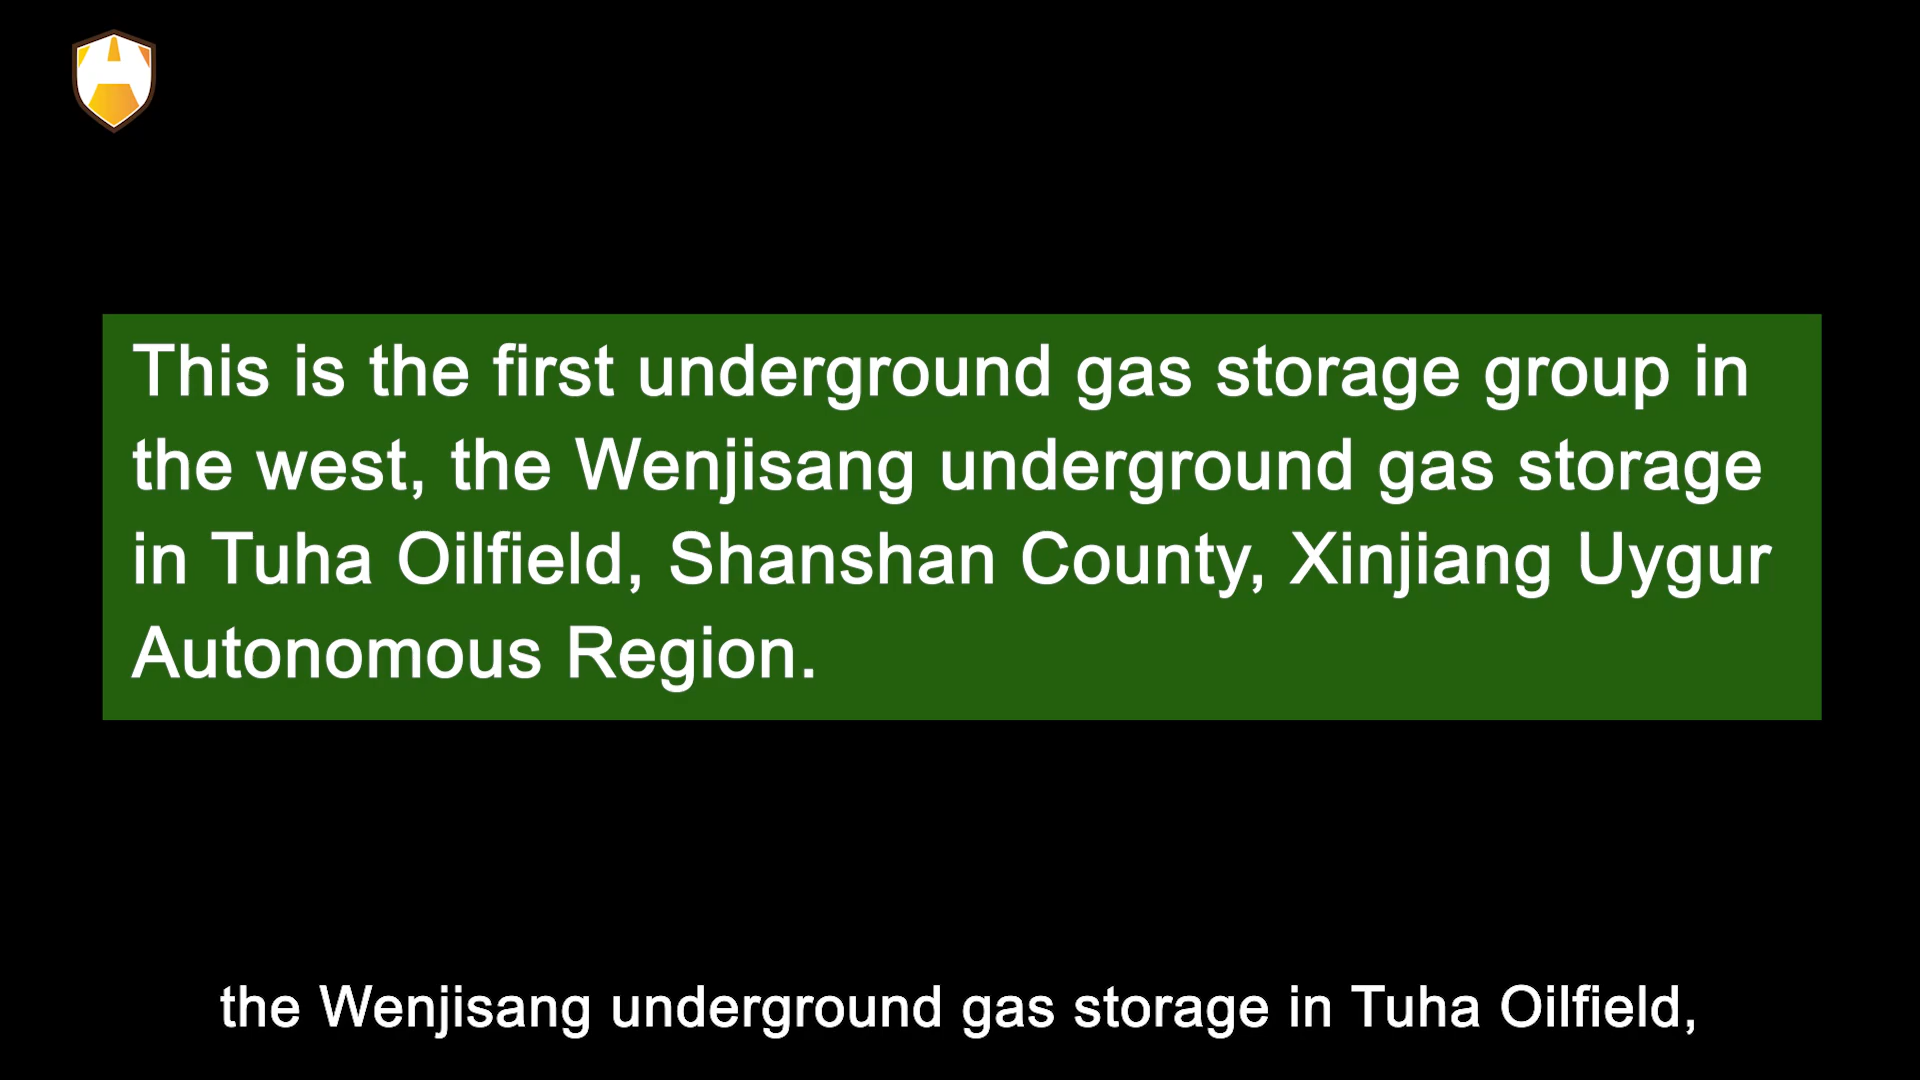 This is the first underground gas storage group in
the west, the Wenjisang underground gas storage
in Tuha Oilfield, Shanshan County, Xinjiang Uygur
Autonomous Region.
the Wenjisang underground gas storage in Tuha Oilfield,